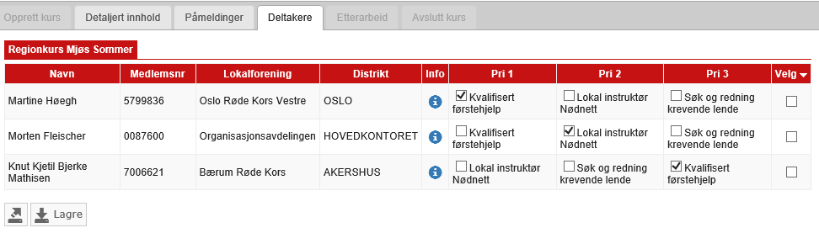 Opprett kurs Detaljert innhold Påmeldinger Deltakere Etterarbeid Avslutt kurs
Regionkurs Mjøs Sommer
Navn Medlemsnr Lokalforening Distrikt Info Pri 1 Pri 2 Pri 3 Velg
Martine Høegh 5799836 Oslo Røde Kors Vestre OSLO Kvalifisert førstehjelp Lokal instruktør Nødnett Søk og redning krevende lende
Morten Fleischer 0087600 Organisasjonsavdelingen HOVEDKONTORET Kvalifisert førstehjelp Lokal instruktør Nødnett Søk og redning krevende lende
Knut Kjetil Bjerke Mathisen 7006621 Bærum Røde Kors AKERSHUS Lokal instruktør Nødnett Søk og redning krevende lende Kvalifisert førstehjelp
Lagre